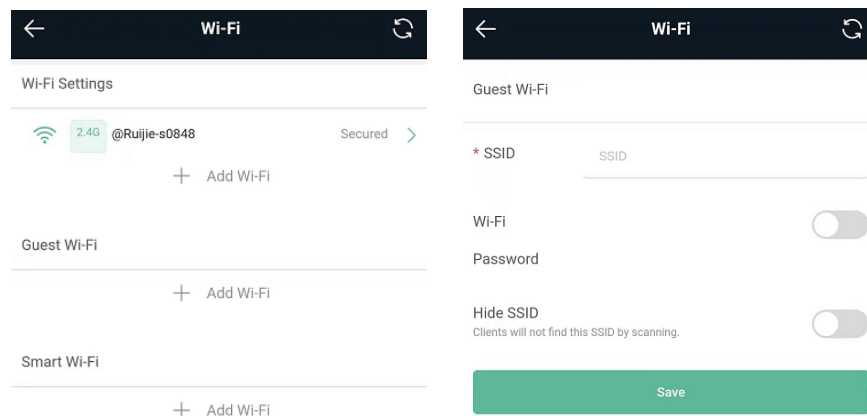 Wi-Fi
Wi-Fi Settings
2.4G @Ruijie-s0848 Secured
Add Wi-Fi
Guest Wi-Fi
Add Wi-Fi
Smart Wi-Fi
Add Wi-Fi
Wi-Fi
Guest Wi-Fi
* SSID SSID
Wi-Fi
Password
Hide SSID
Clients will not find this SSID by scanning.
Save